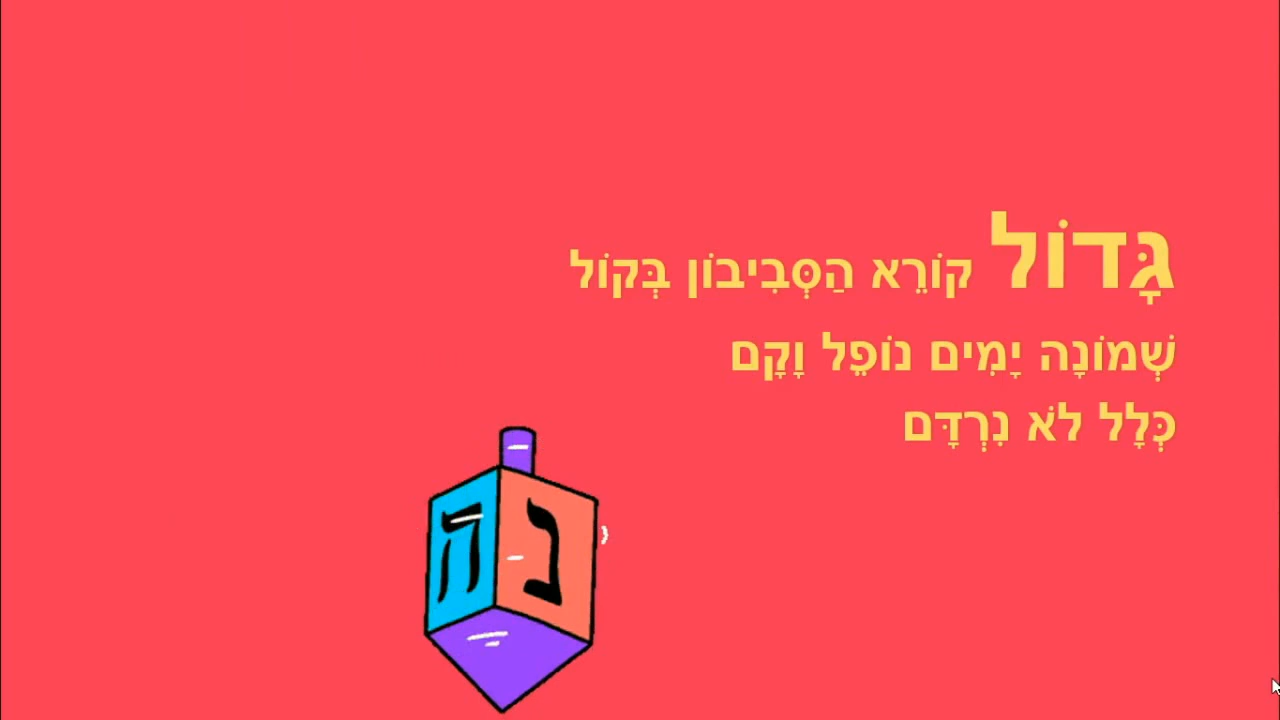 גָּדוֹל קוֹרֵא הַסְּבִיבוֹן בְּקוֹל
שְׁמוֹנָה יָמִים נוֹפֵל וָקָם
כְּלָל לֹא נִרְדָּם
נ
ה